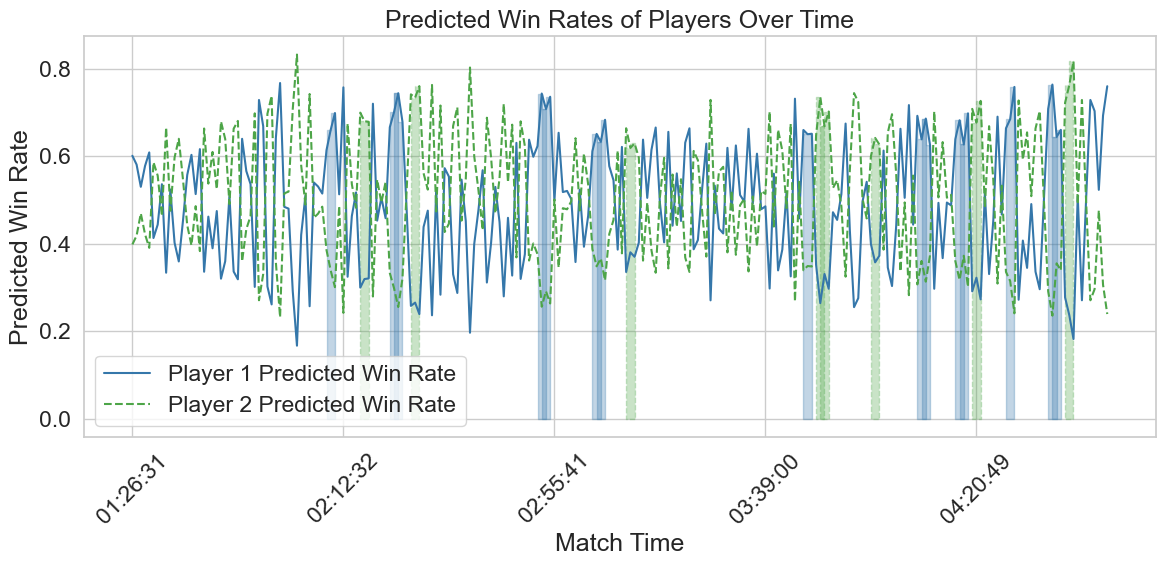 Predicted Win Rates of Players Over Time
Predicted Win Rate
0.8
0.6
0.4
0.2
0.0
Player 1 Predicted Win Rate
Player 2 Predicted Win Rate
01:26:31
02:12:32
02:55:41
03:39:00
04:20:49
Match Time